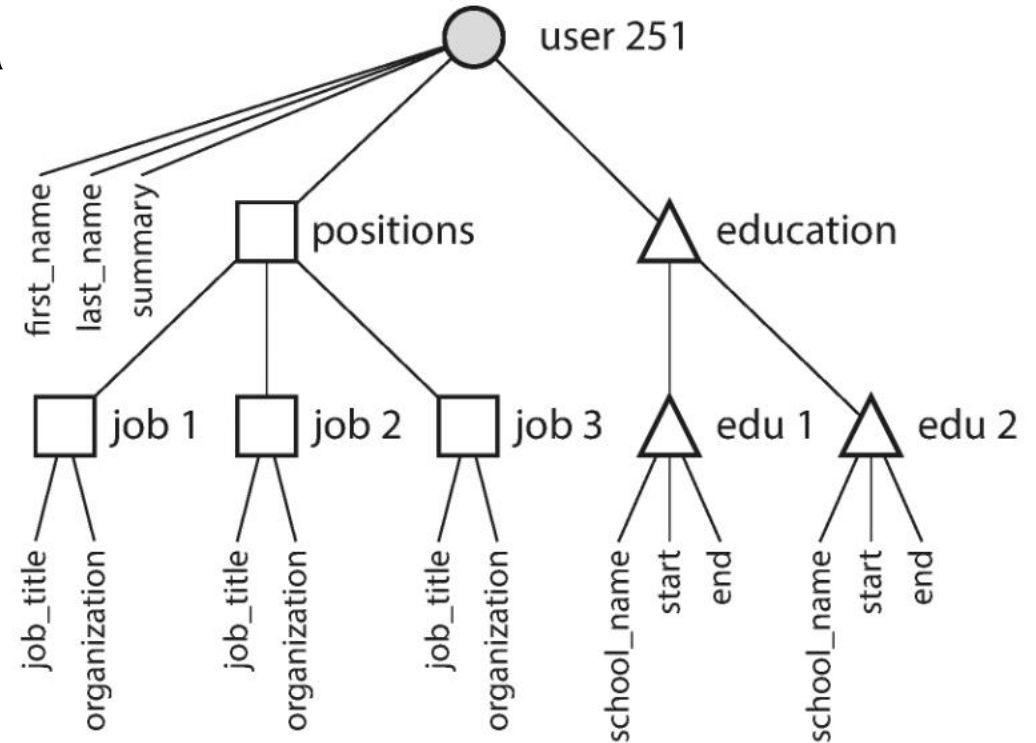 user 251
first_name
last_name
summary
positions
education
job 1
job 2
job 3
edu 1
edu 2
job_title
organization
job_title
organization
job_title
organization
school_name
start
end
school_name
start
end